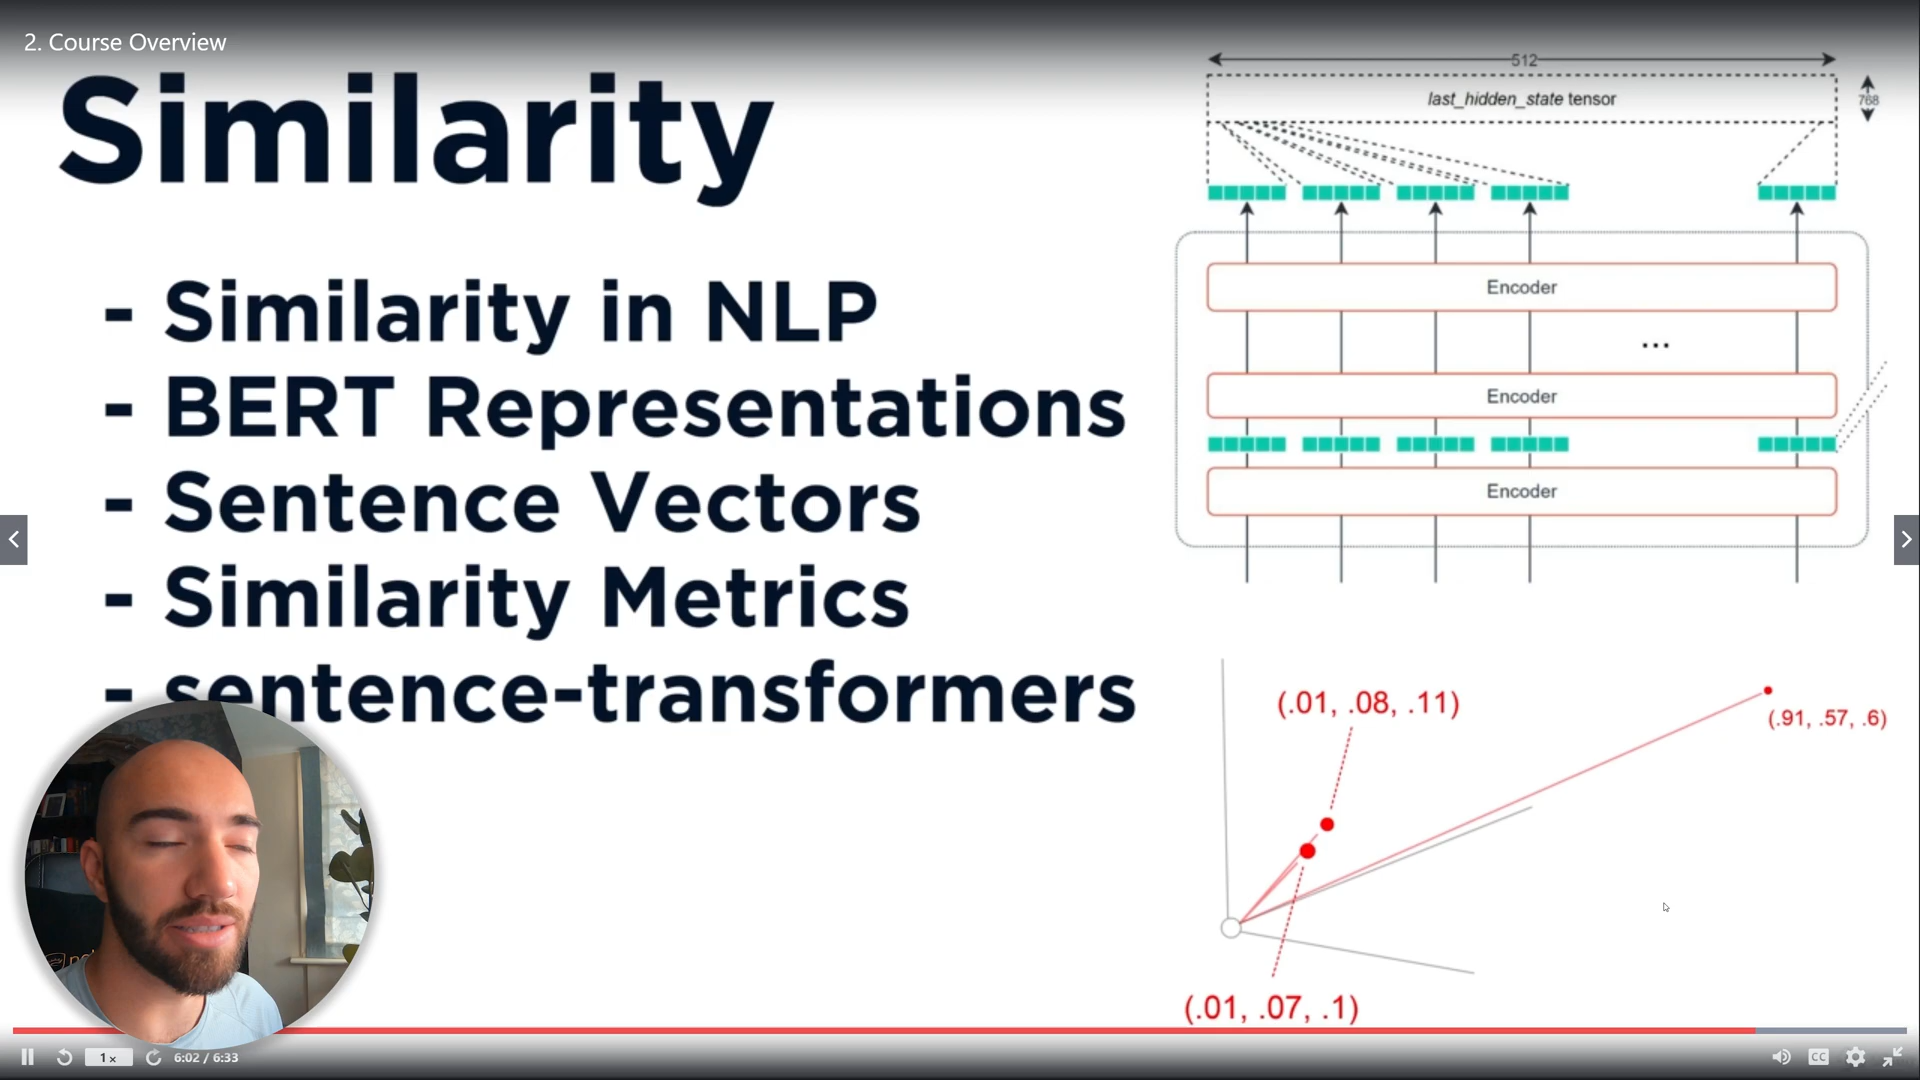 2. Course Overview
Similarity
- Similarity in NLP
- BERT Representations
- Sentence Vectors
- Similarity Metrics
- sentence-transformers
512
last_hidden_state tensor
768
Encoder
...
Encoder
Encoder
(.01, .08, .11)
(.91, .57, .6)
(.01, .07, .1)
1x
6:02 / 6:33
CC